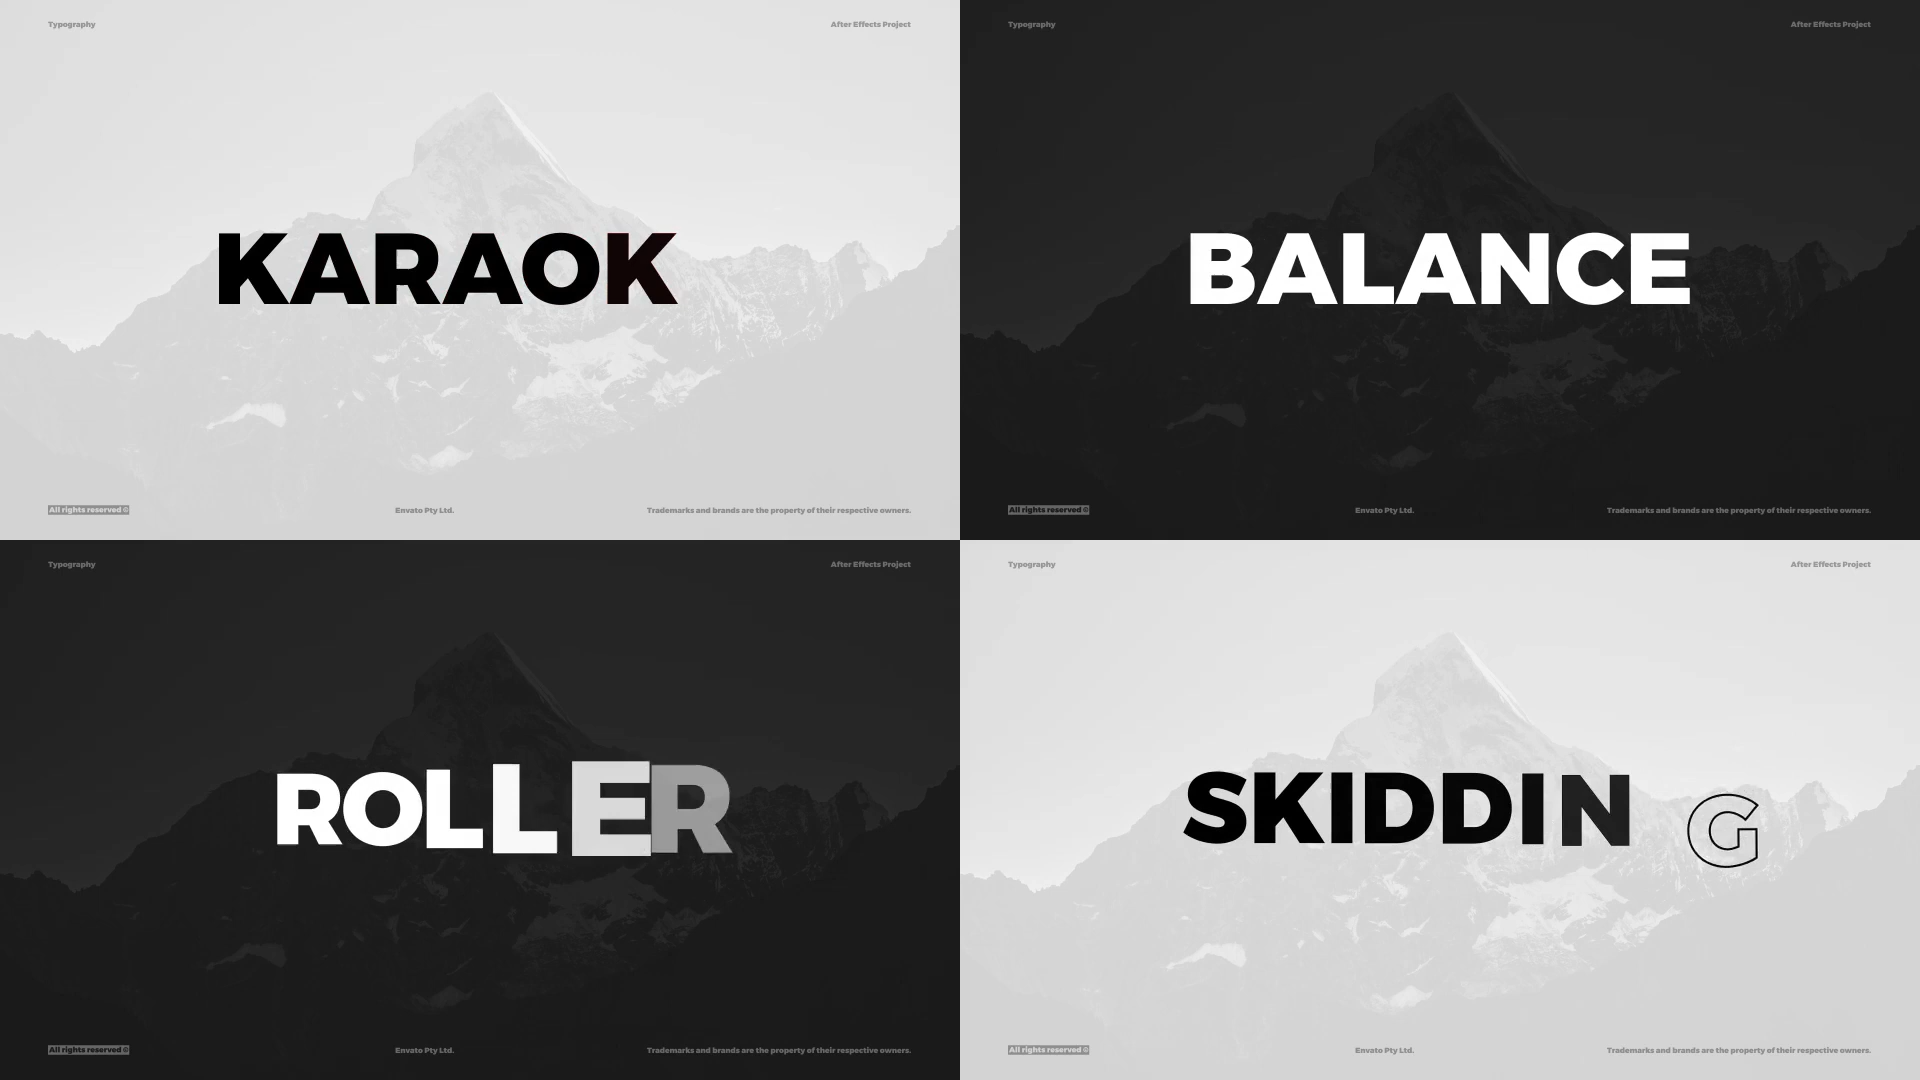 Typography
After Effects Project
KARAOK
All rights reserved ©
Envato Pty Ltd.
Trademarks and brands are the property of their respective owners.
Typography
After Effects Project
BALANCE
All rights reserved ©
Envato Pty Ltd.
Trademarks and brands are the property of their respective owners.
Typography
After Effects Project
ROLLER
All rights reserved ©
Envato Pty Ltd.
Trademarks and brands are the property of their respective owners.
Typography
After Effects Project
SKIDDING
All rights reserved ©
Envato Pty Ltd.
Trademarks and brands are the property of their respective owners.